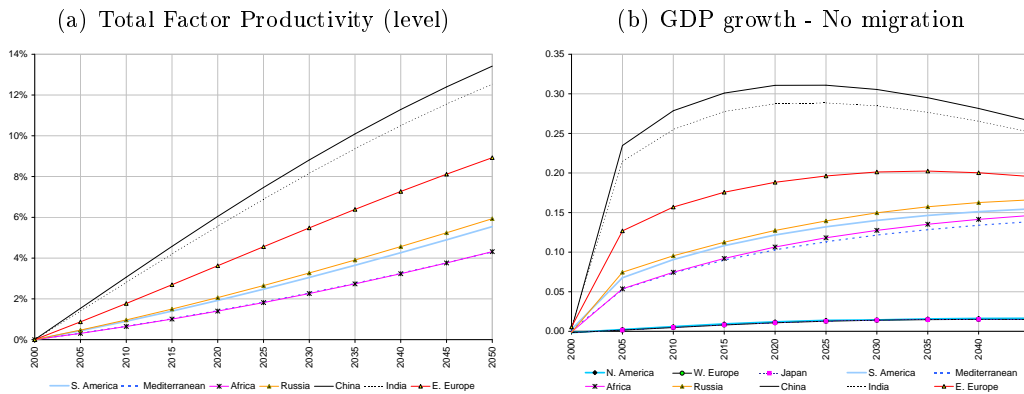 (a) Total Factor Productivity (level)
14%
12%
10%
8%
6%
4%
2%
0%
2000 2005 2010 2015 2020 2025 2030 2035 2040 2045 2050
S. America Mediterranean Africa Russia China India E. Europe
(b) GDP growth - No migration
0.35
0.30
0.25
0.20
0.15
0.10
0.05
0.00
2000 2005 2010 2015 2020 2025 2030 2035 2040
N. America W. Europe Japan S. America Mediterranean
Africa Russia China India E. Europe